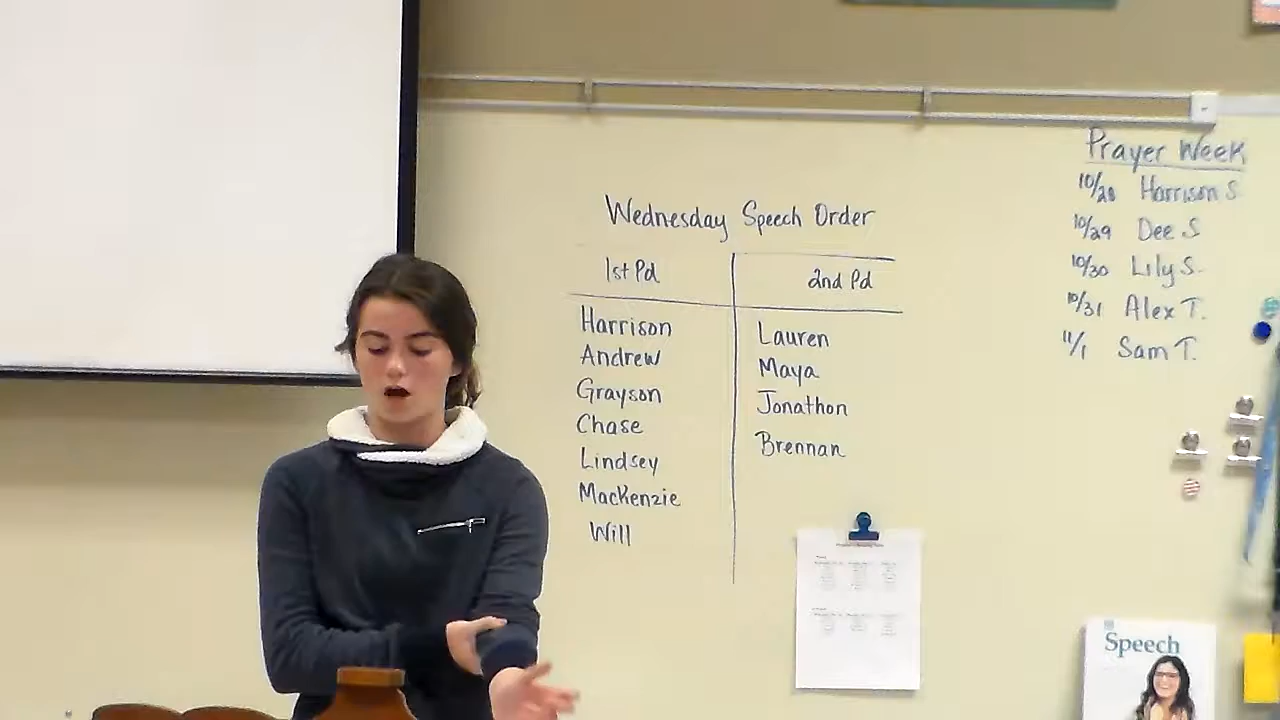 Wednesday Speech Order
1st Pd
Harrison
Andrew
Grayson
Chase
Lindsey
Mackenzie
Will
2nd Pd
Lauren
Maya
Jonathon
Brennan
Prayer Week
10/28 Harrison S.
10/29 Dee S
10/30 Lily S.
10/31 Alex T.
11/1 Sam T.
Speech